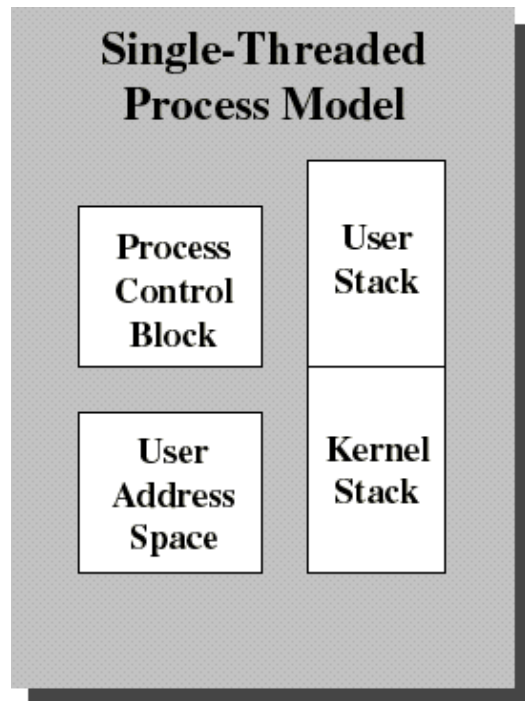 Single-Threaded
Process Model
Process
Control
Block
User
Address
Space
User
Stack
Kernel
Stack